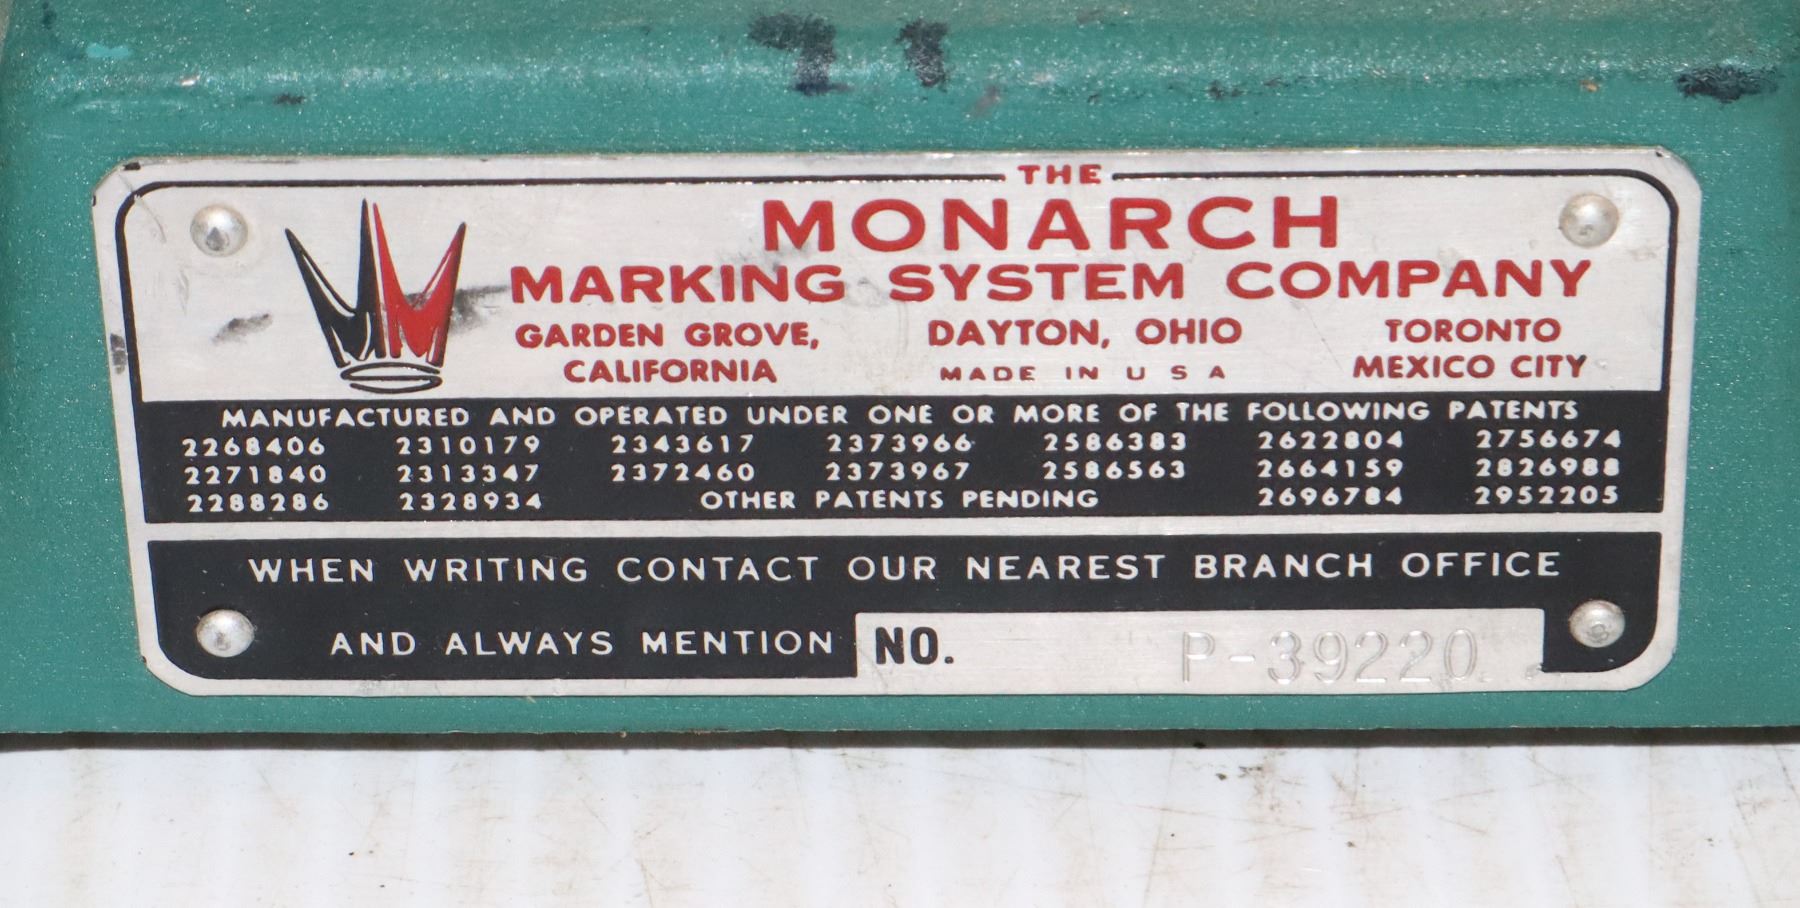 THE
MONARCH
MARKING SYSTEM COMPANY
GARDEN GROVE, DAYTON, OHIO TORONTO
CALIFORNIA MADE IN U S A MEXICO CITY
MANUFACTURED AND OPERATED UNDER ONE OR MORE OF THE FOLLOWING PATENTS
2268406 2310179 2343617 2373966 2586383 2622804 2756674
2271840 2313347 2372460 2373967 2586563 2664159 2826988
2288286 2328934 OTHER PATENTS PENDING 2696784 2952205
WHEN WRITING CONTACT OUR NEAREST BRANCH OFFICE
AND ALWAYS MENTION NO. P-39220